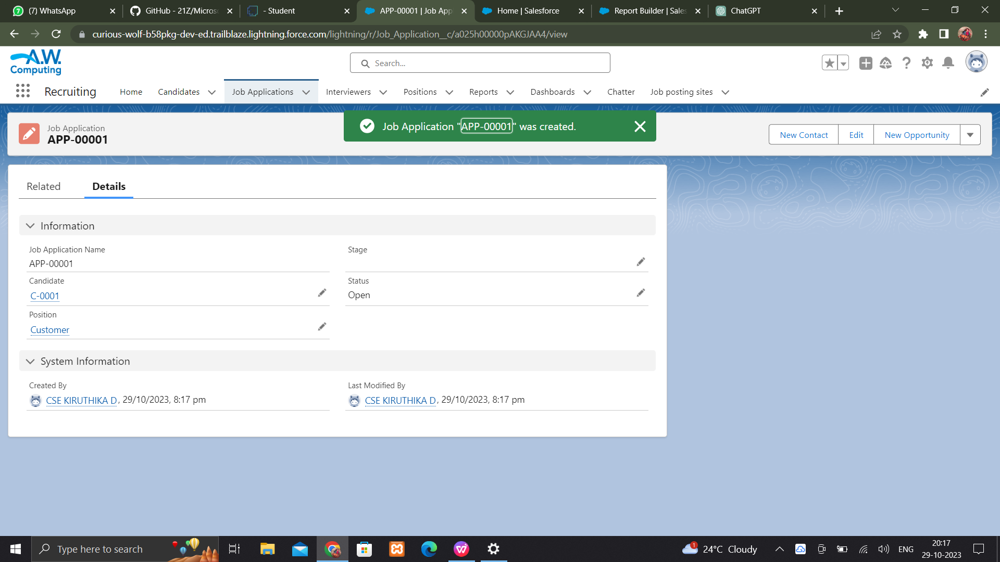 (7) WhatsApp
GitHub - 21Z/Micros
- Student
APP-00001 | Job App
Home | Salesforce
Report Builder | Sales
ChatGPT
curious-wolf-b58pkg-dev-ed.trailblaze.lightning.force.com/lightning/r/Job_Application__c/a025h00000pAKGJAA4/view
A.W. Computing
Search...
Recruiting
Home
Candidates
Job Applications
Interviewers
Positions
Reports
Dashboards
Chatter
Job posting sites
Job Application
APP-00001
Job Application "APP-00001" was created.
New Contact
Edit
New Opportunity
Related
Details
Information
Job Application Name
APP-00001
Stage
Candidate
C-0001
Status
Open
Position
Customer
System Information
Created By
CSE KIRUTHIKA D, 29/10/2023, 8:17 pm
Last Modified By
CSE KIRUTHIKA D, 29/10/2023, 8:17 pm
Type here to search
1
24°C Cloudy
ENG
20:17
29-10-2023